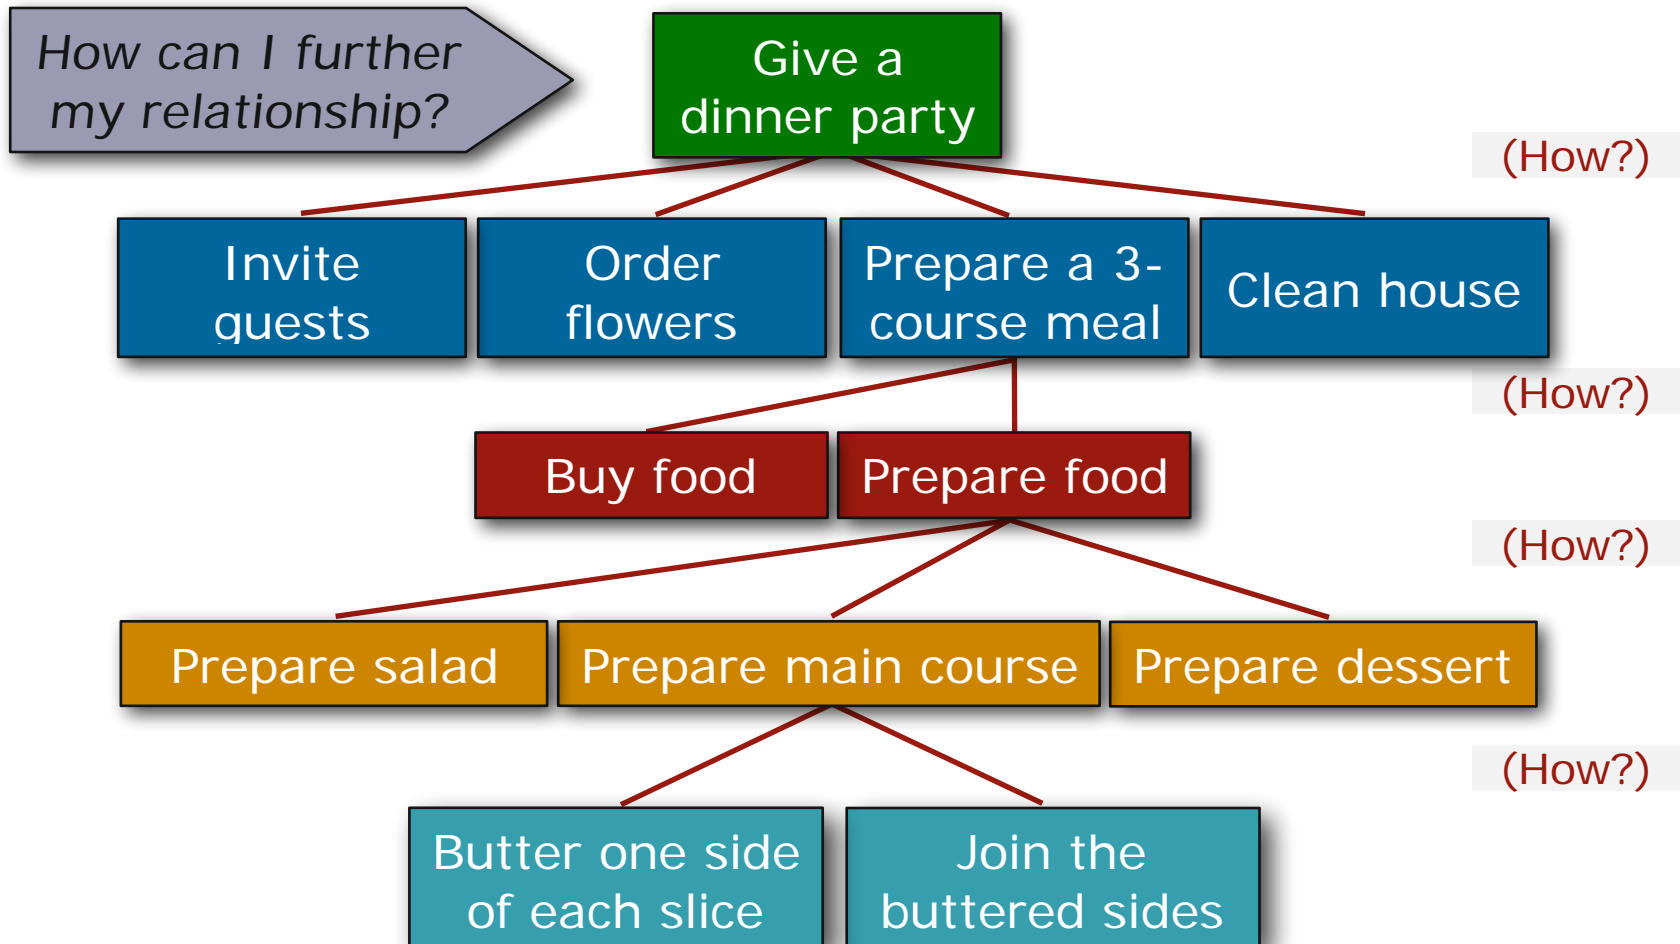 How can I further
my relationship?
Give a
dinner party
(How?)
Invite
guests
Order
flowers
Prepare a 3-
course meal
Clean house
(How?)
Buy food
Prepare food
(How?)
Prepare salad
Prepare main course
Prepare dessert
(How?)
Butter one side
of each slice
Join the
buttered sides